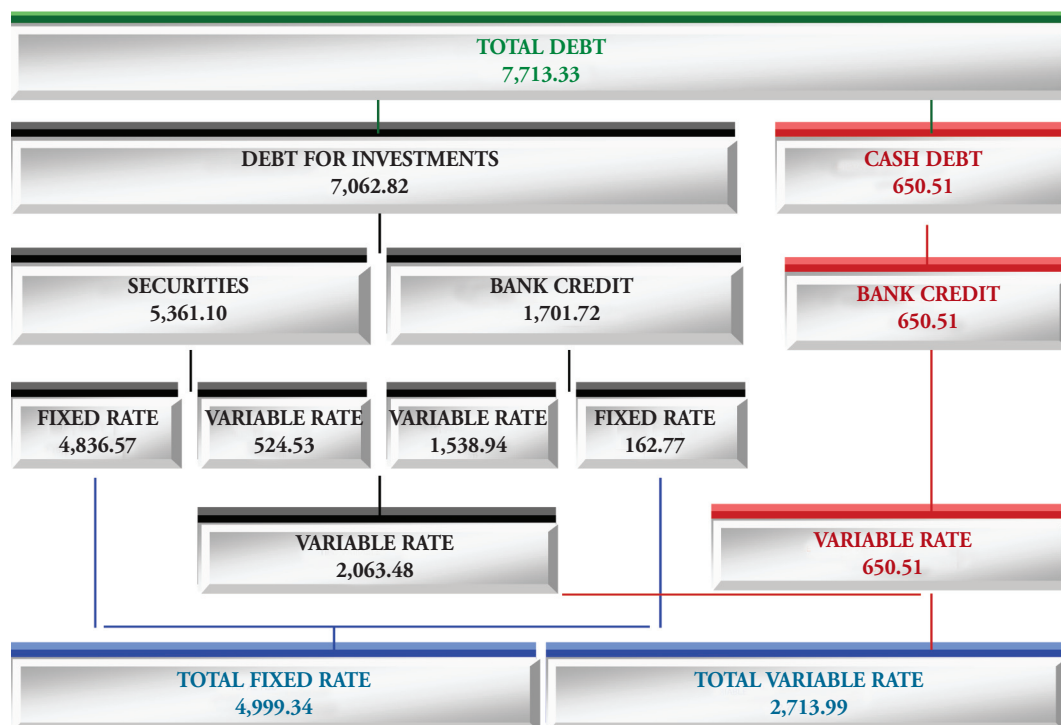 TOTAL DEBT
7,713.33
DEBT FOR INVESTMENTS
7,062.82
CASH DEBT
650.51
SECURITIES
5,361.10
BANK CREDIT
1,701.72
BANK CREDIT
650.51
FIXED RATE
4,836.57
VARIABLE RATE
524.53
VARIABLE RATE
1,538.94
FIXED RATE
162.77
VARIABLE RATE
2,063.48
VARIABLE RATE
650.51
TOTAL FIXED RATE
4,999.34
TOTAL VARIABLE RATE
2,713.99